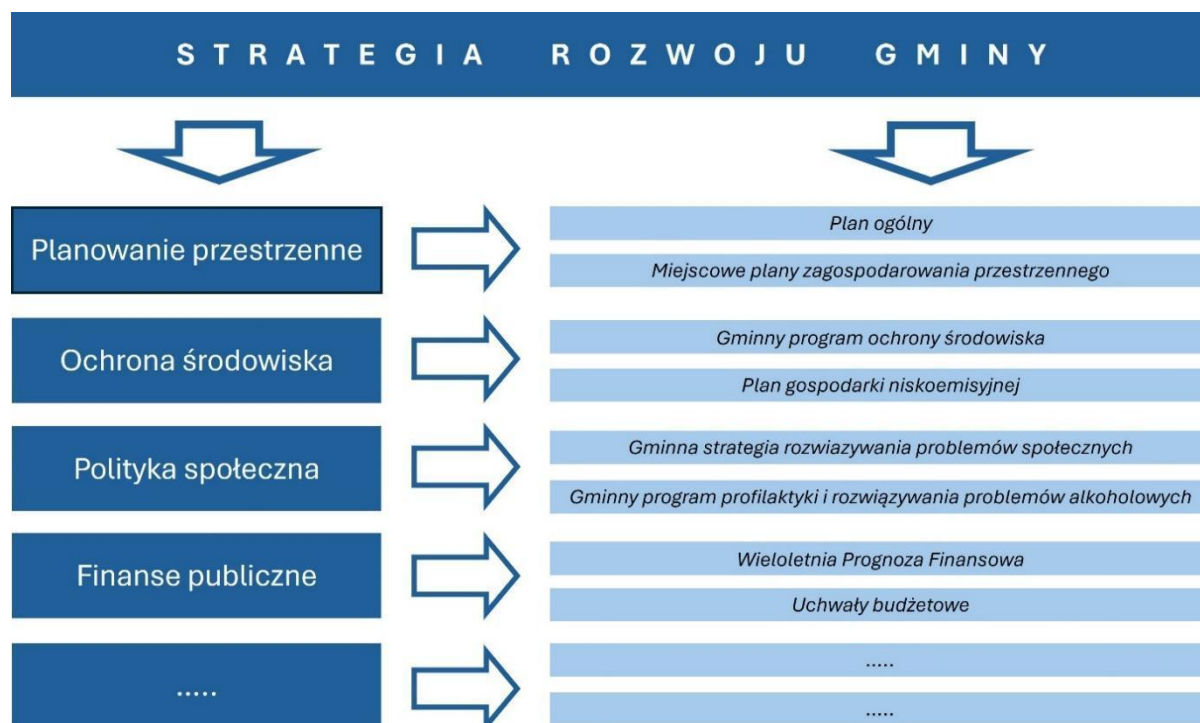 STRATEGIA ROZWOJU GMINY
Planowanie przestrzenne
Plan ogólny
Miejscowe plany zagospodarowania przestrzennego
Ochrona środowiska
Gminny program ochrony środowiska
Plan gospodarki niskoemisyjnej
Polityka społeczna
Gminna strategia rozwiazywania problemów społecznych
Gminny program profilaktyki i rozwiązywania problemów alkoholowych
Finanse publiczne
Wieloletnia Prognoza Finansowa
Uchwały budżetowe
.....
.....
.....